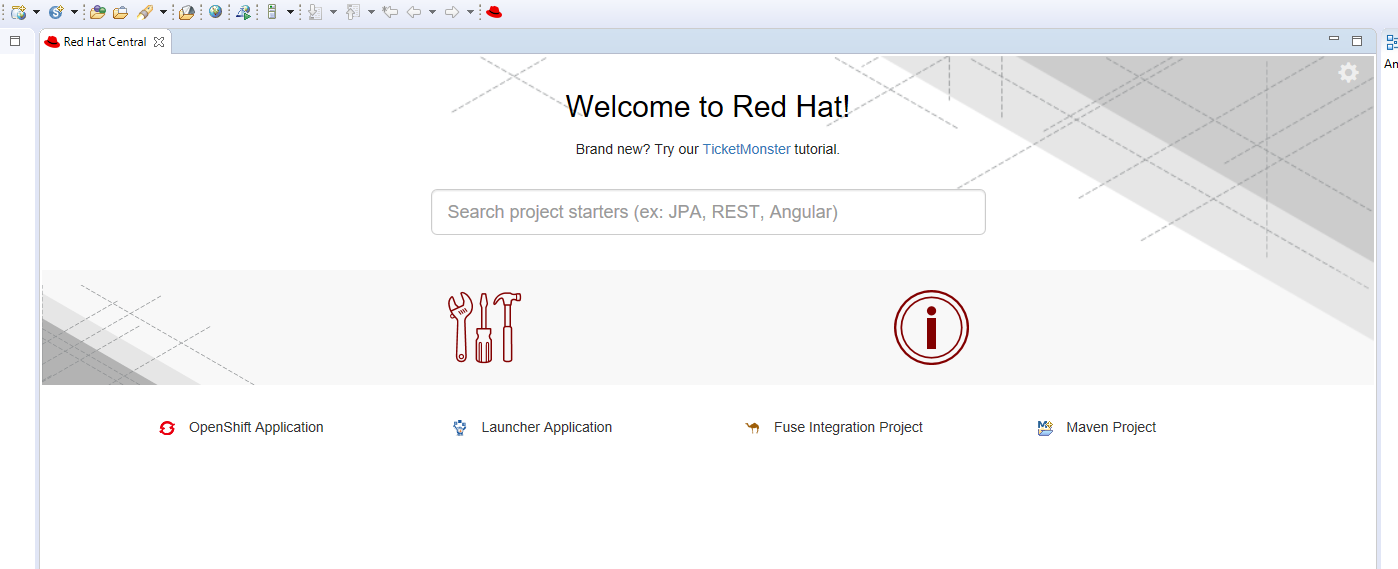 Red Hat Central
An
Welcome to Red Hat!
Brand new? Try our TicketMonster tutorial.
Search project starters (ex: JPA, REST, Angular)
OpenShift Application
Launcher Application
Fuse Integration Project
Maven Project